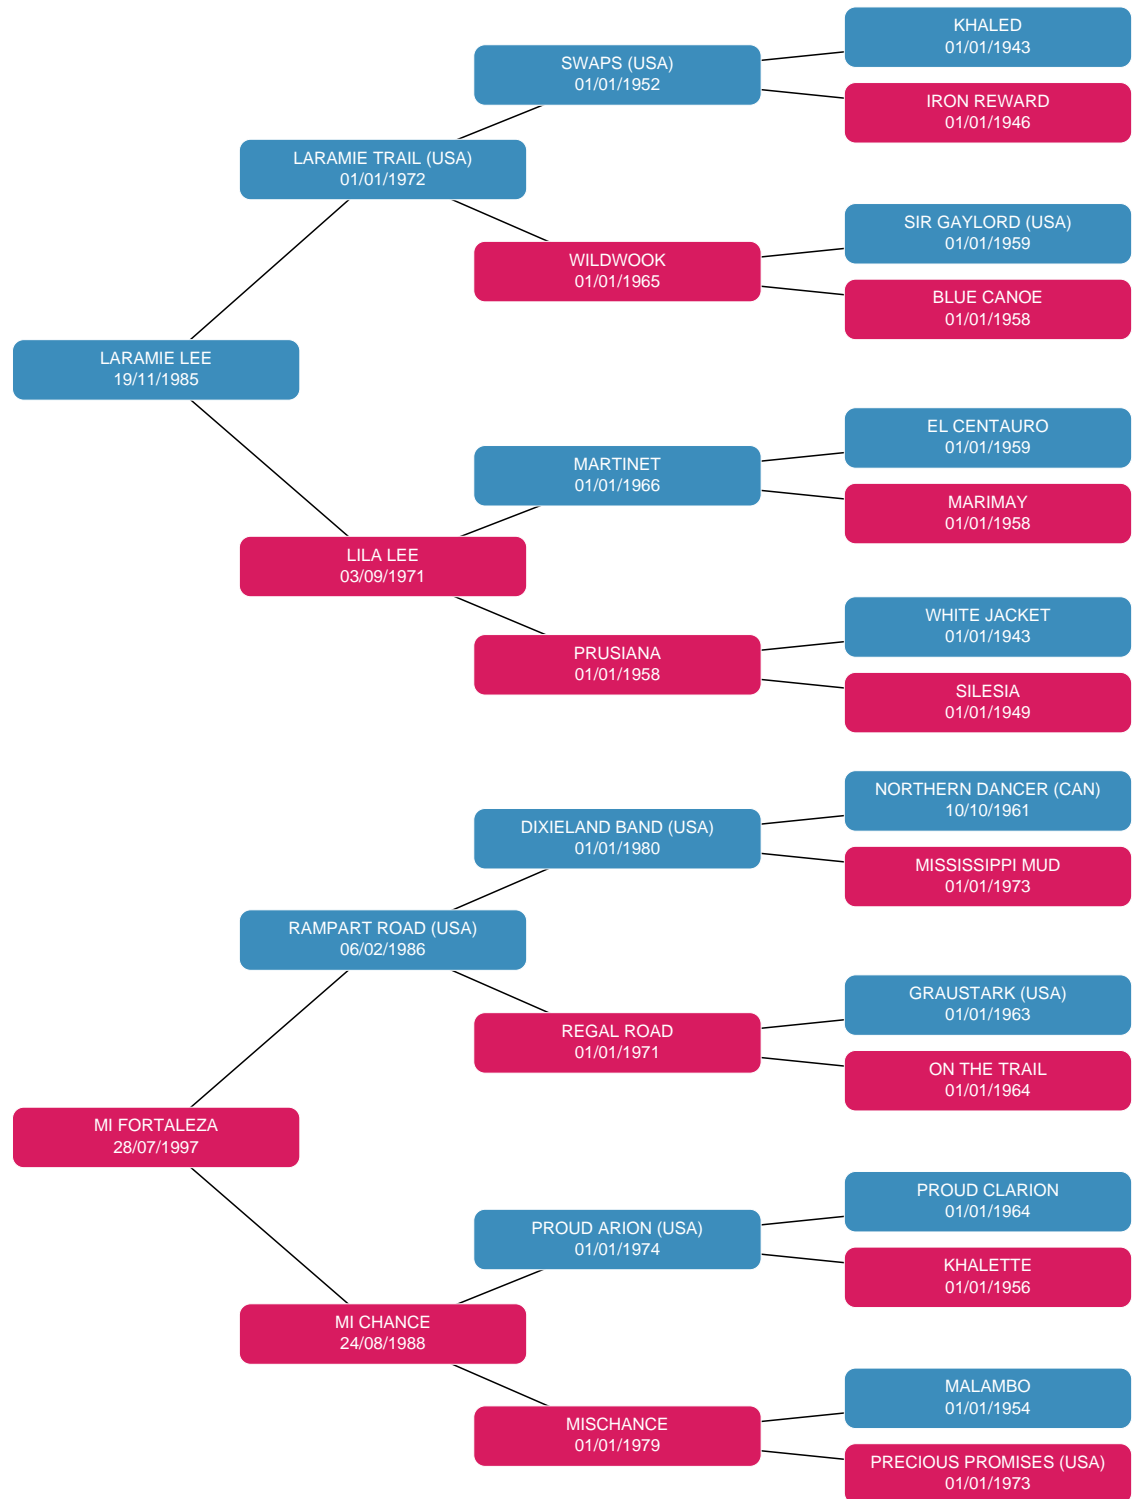 KHALED
01/01/1943
SWAPS (USA)
01/01/1952
IRON REWARD
01/01/1946
LARAMIE TRAIL (USA)
01/01/1972
SIR GAYLORD (USA)
01/01/1959
WILDWOOK
01/01/1965
BLUE CANOE
01/01/1958
LARAMIE LEE
19/11/1985
EL CENTAURO
01/01/1959
MARTINET
01/01/1966
MARIMAY
01/01/1958
LILA LEE
03/09/1971
WHITE JACKET
01/01/1943
PRUSIANA
01/01/1958
SILESIA
01/01/1949
NORTHERN DANCER (CAN)
10/10/1961
DIXIELAND BAND (USA)
01/01/1980
MISSISSIPPI MUD
01/01/1973
RAMPART ROAD (USA)
06/02/1986
GRAUSTARK (USA)
01/01/1963
REGAL ROAD
01/01/1971
ON THE TRAIL
01/01/1964
MI FORTALEZA
28/07/1997
PROUD CLARION
01/01/1964
PROUD ARION (USA)
01/01/1974
KHALETTE
01/01/1956
MI CHANCE
24/08/1988
MALAMBO
01/01/1954
MISCHANCE
01/01/1979
PRECIOUS PROMISES (USA)
01/01/1973